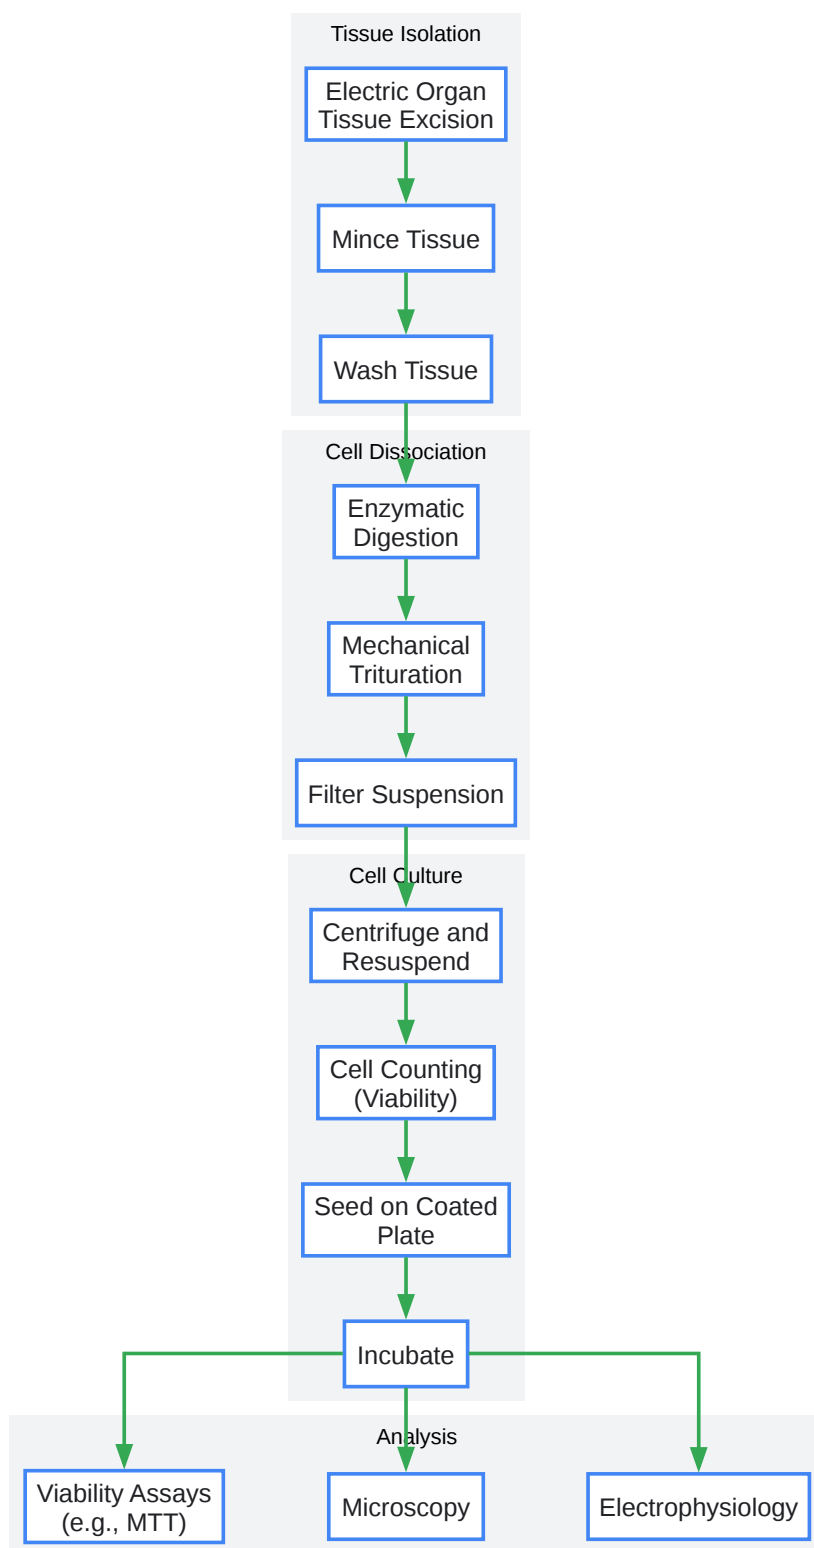 Tissue Isolation
Electric Organ
Tissue Excision
Mince Tissue
Wash Tissue
Cell Dissociation
Enzymatic
Digestion
Mechanical
Trituration
Filter Suspension
Cell Culture
Centrifuge and
Resuspend
Cell Counting
(Viability)
Seed on Coated
Plate
Incubate
Analysis
Viability Assays
(e.g., MTT)
Microscopy
Electrophysiology